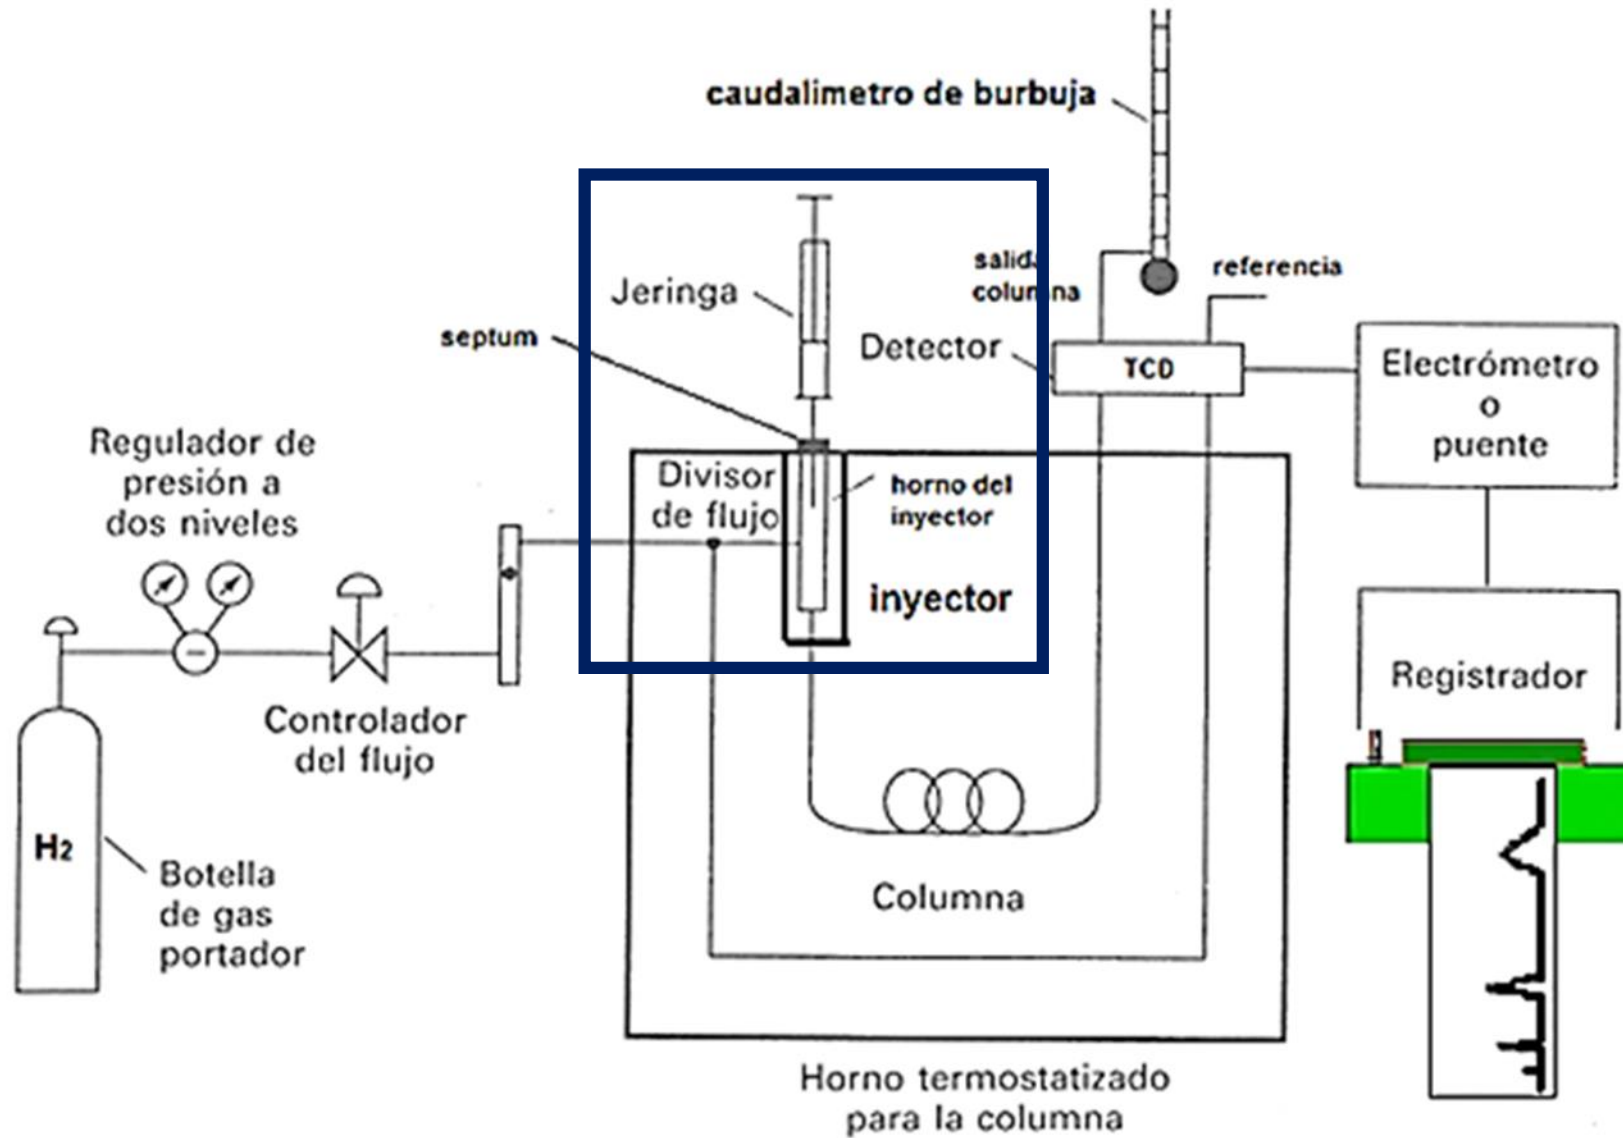 caudalimetro de burbuja
Jeringa
salida
columna
referencia
septum
Detector
TCD
Electrómetro
o
puente
Regulador de
presión a
dos niveles
Divisor
de flujo
horno del
inyector
inyector
Controlador
del flujo
Registrador
H2
Botella
de gas
portador
Columna
Horno termostatizado
para la columna